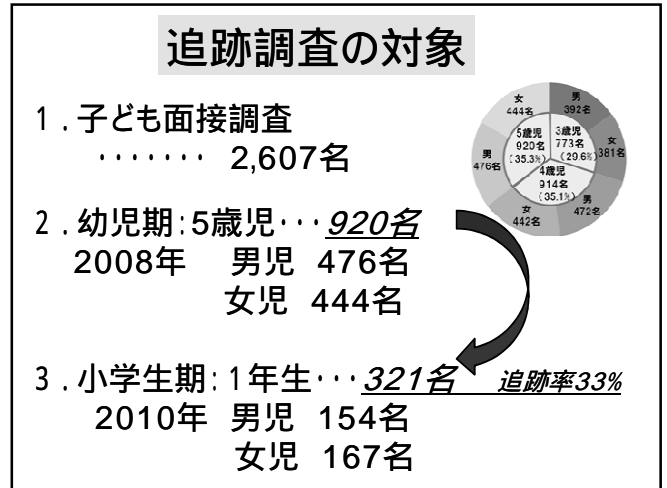 追跡調査の対象
1．子ども面接調査
······· 2,607名
2．幼児期:5歳児···920名
2008年 男児 476名
女児 444名
3．小学生期:1年生···321名 追跡率33%
2010年 男児 154名
女児 167名
男
392名
女
381名
男
472名
女
442名
男
476名
女
444名
3歳児
773名
(29.6%)
4歳児
914名
(35.1%)
5歳児
920名
(35.3%)